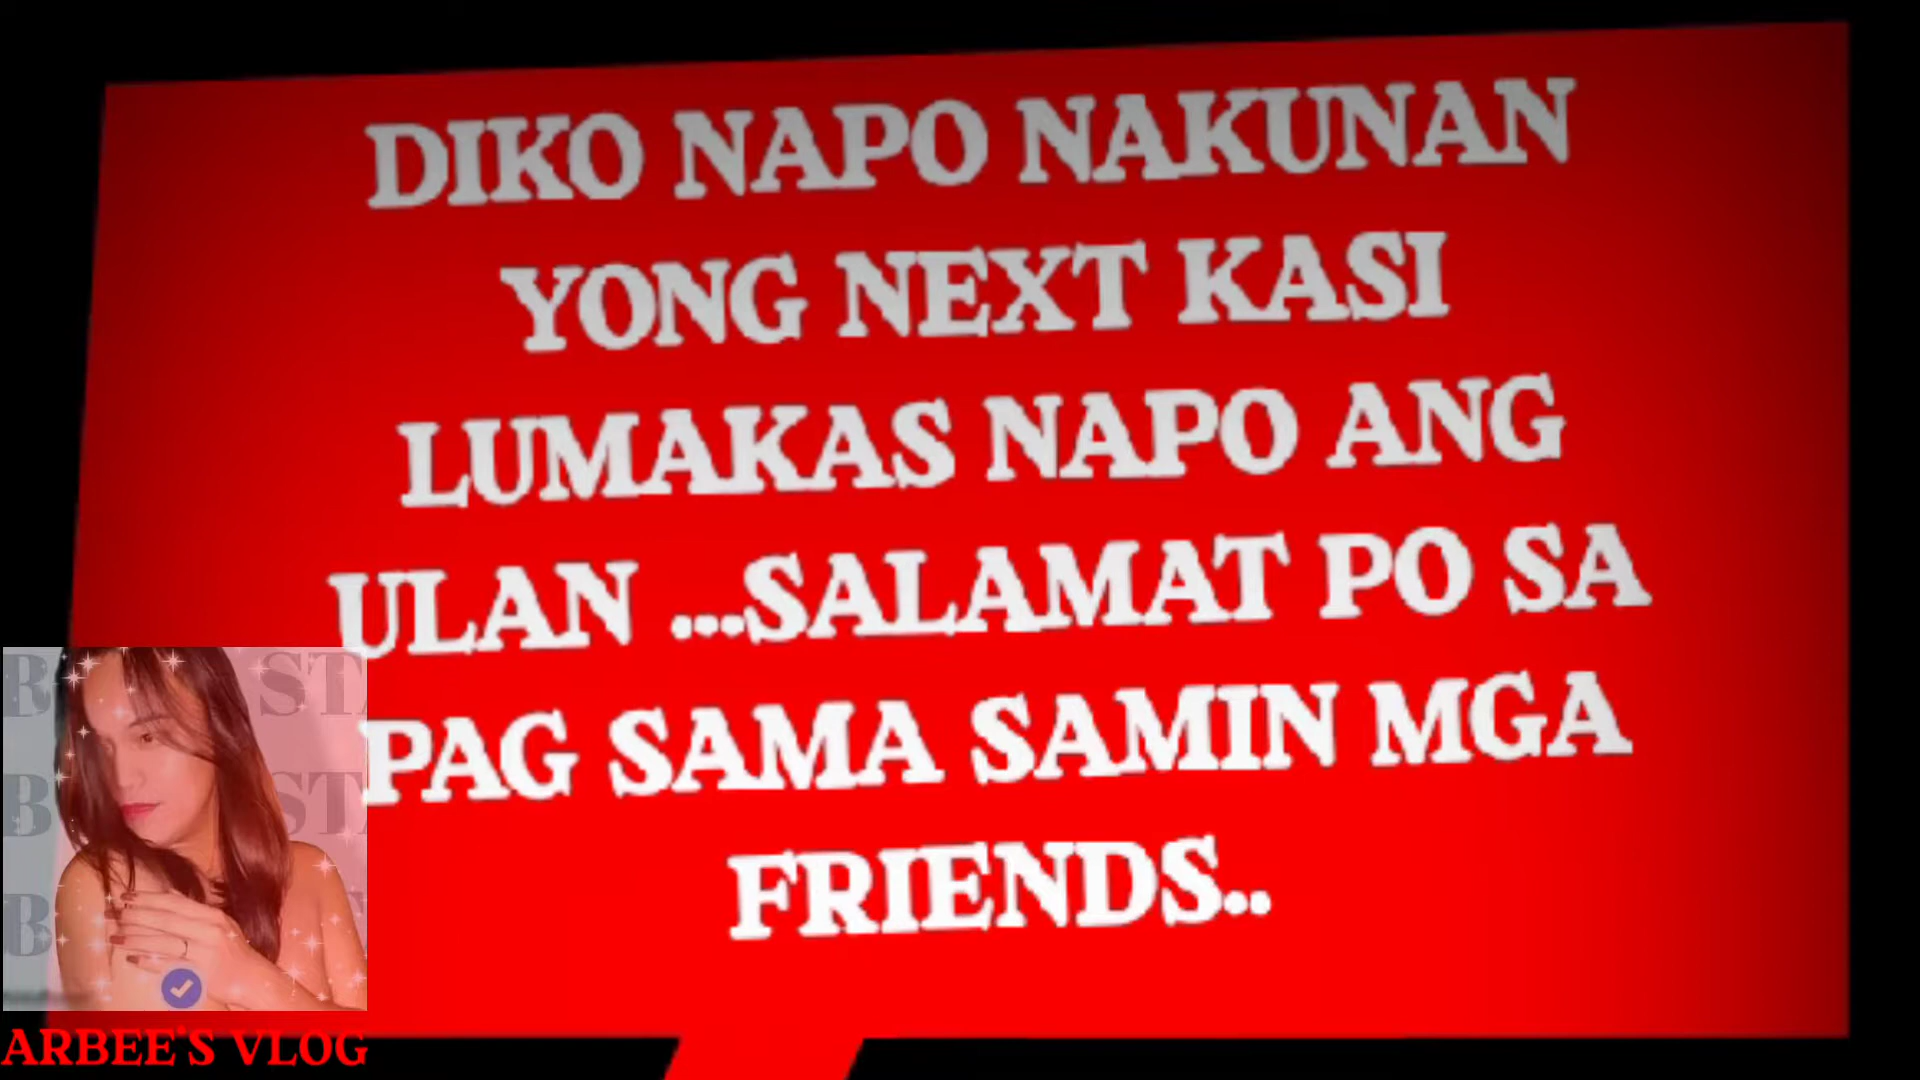 DIKO NAPO NAKUNAN
YONG NEXT KASI
LUMAKAS NAPO ANG
ULAN ...SALAMAT PO SA
PAG SAMA SAMIN MGA
FRIENDS..
ARBEE'S VLOG